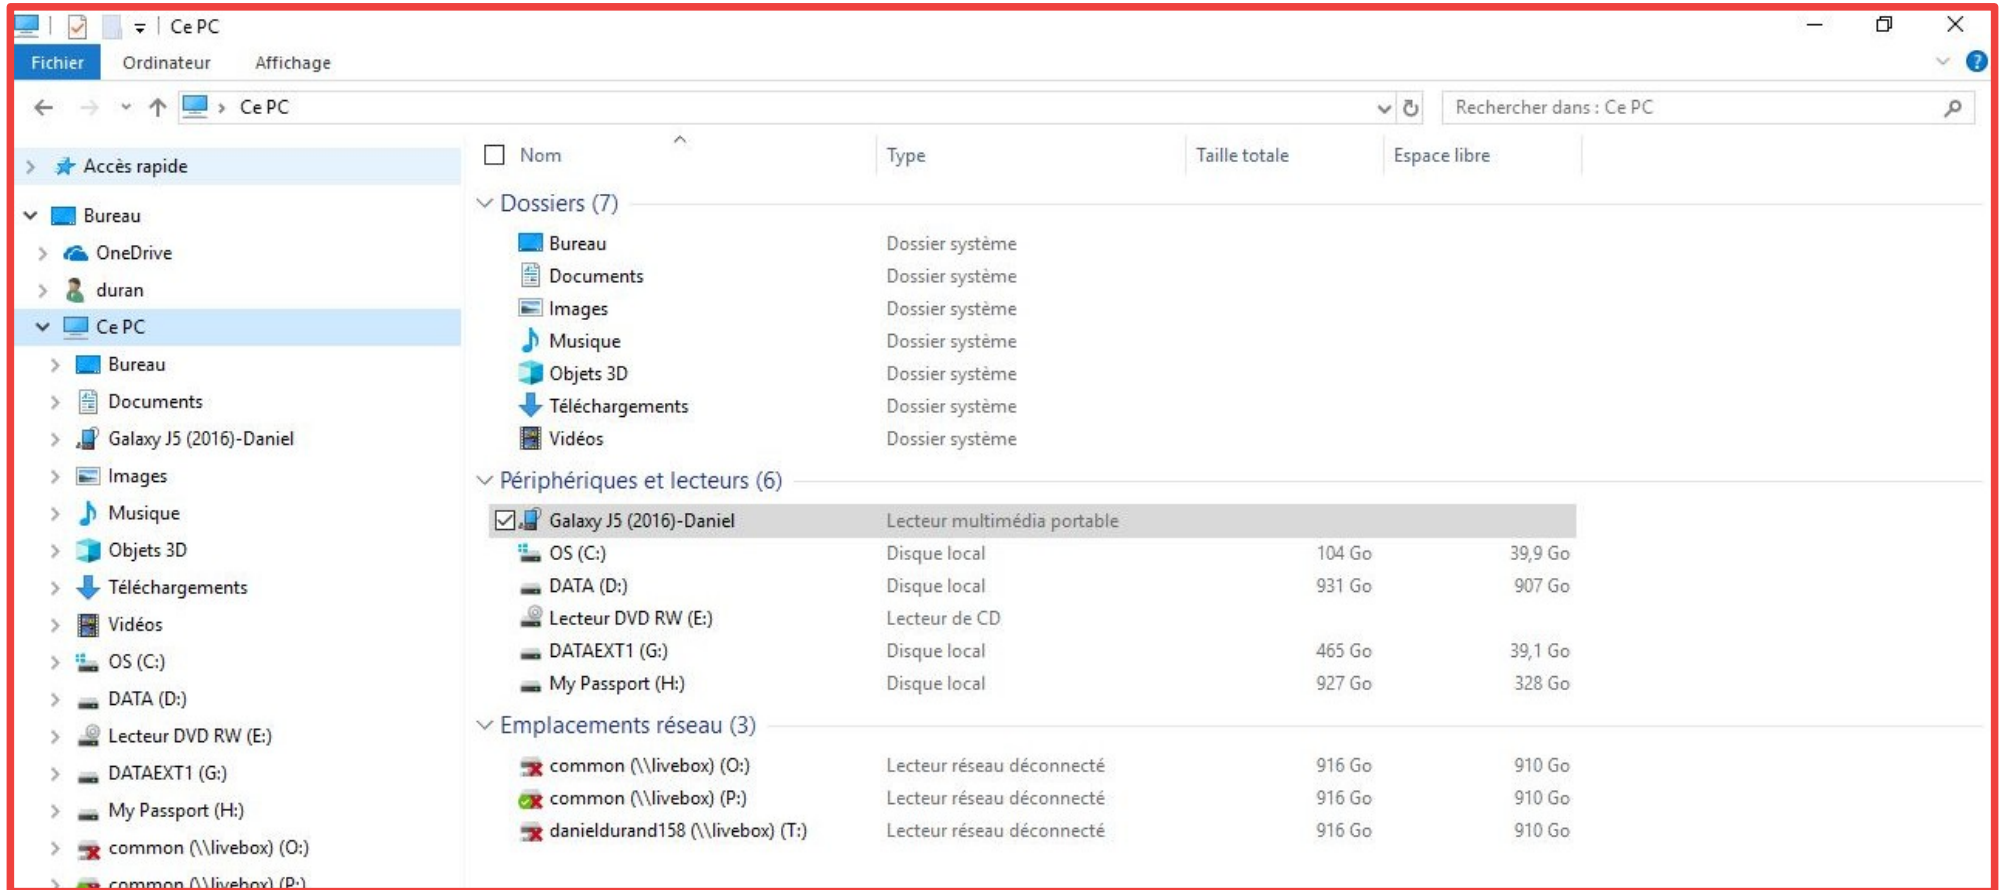 Ce PC
Fichier Ordinateur Affichage
Ce PC Rechercher dans : Ce PC
Accès rapide
Bureau
OneDrive
duran
Ce PC
Bureau
Documents
Galaxy J5 (2016)-Daniel
Images
Musique
Objets 3D
Téléchargements
Vidéos
OS (C:)
DATA (D:)
Lecteur DVD RW (E:)
DATAEXT1 (G:)
My Passport (H:)
common (\\livebox) (O:)
common (\\livebox) (P:)
Nom Type Taille totale Espace libre
Dossiers (7)
Bureau Dossier système
Documents Dossier système
Images Dossier système
Musique Dossier système
Objets 3D Dossier système
Téléchargements Dossier système
Vidéos Dossier système
Périphériques et lecteurs (6)
Galaxy J5 (2016)-Daniel Lecteur multimédia portable
OS (C:) Disque local 104 Go 39,9 Go
DATA (D:) Disque local 931 Go 907 Go
Lecteur DVD RW (E:) Lecteur de CD
DATAEXT1 (G:) Disque local 465 Go 39,1 Go
My Passport (H:) Disque local 927 Go 328 Go
Emplacements réseau (3)
common (\\livebox) (O:) Lecteur réseau déconnecté 916 Go 910 Go
common (\\livebox) (P:) Lecteur réseau déconnecté 916 Go 910 Go
danieldurand158 (\\livebox) (T:) Lecteur réseau déconnecté 916 Go 910 Go